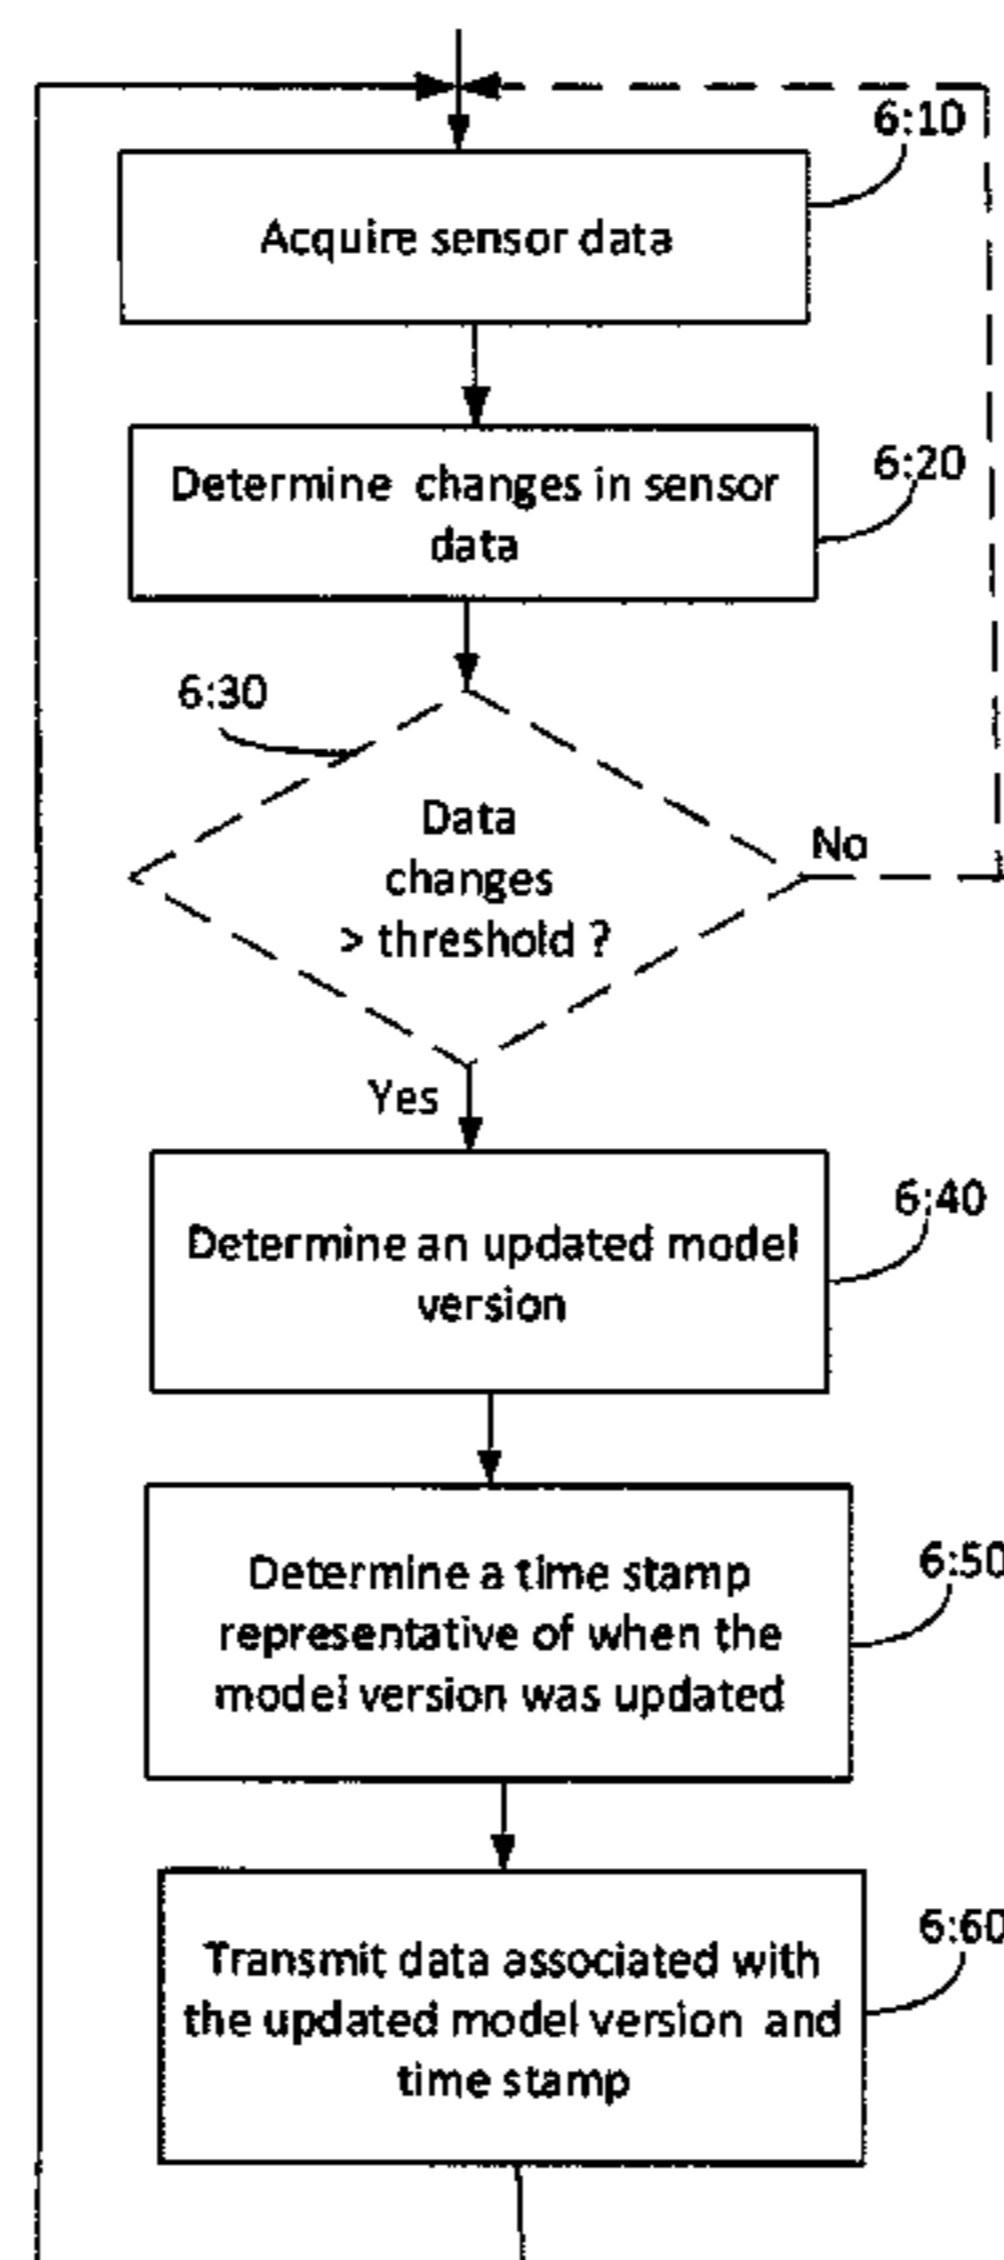 6:10
Acquire sensor data
6:20
Determine changes in sensor
data
6:30
Data
changes
> threshold ?
No
Yes
6:40
Determine an updated model
version
6:50
Determine a time stamp
representative of when the
model version was updated
6:60
Transmit data associated with
the updated model version and
time stamp